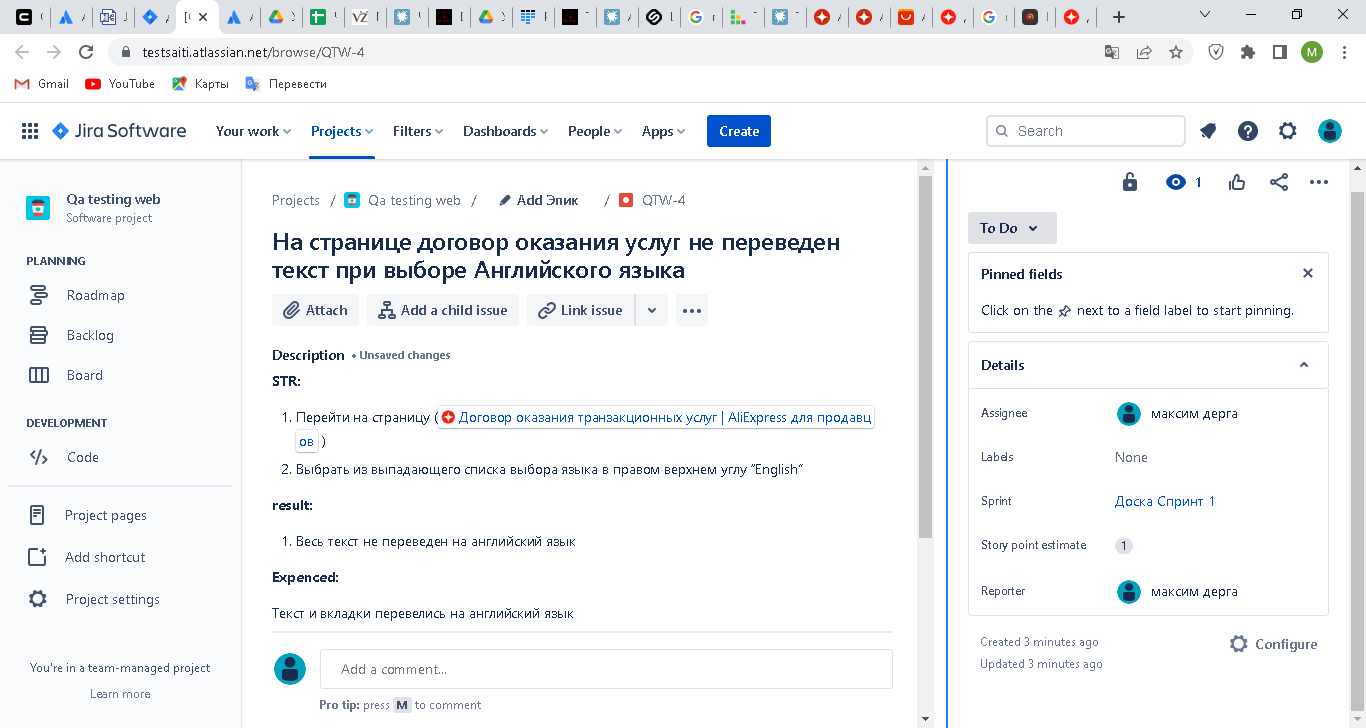 testsaiti.atlassian.net/browse/QTW-4
M
Gmail
YouTube
Карты
Перевести
Jira Software
Your work
Projects
Filters
Dashboards
People
Apps
Create
Search
Qa testing web
Software project
PLANNING
Roadmap
Backlog
Board
DEVELOPMENT
Code
Project pages
Add shortcut
Project settings
You're in a team-managed project
Learn more
Projects / Qa testing web / Add Эпик / QTW-4
На странице договор оказания услуг не переведен
текст при выборе Английского языка
Attach
Add a child issue
Link issue
Description • Unsaved changes
STR:
1. Перейти на страницу ( Договор оказания транзакционных услуг | AliExpress для продавц
ов )
2. Выбрать из выпадающего списка выбора языка в правом верхнем углу “English”
result:
1. Весь текст не переведен на английский язык
Expenced:
Текст и вкладки перевелись на английский язык
Add a comment...
Pro tip: press M to comment
1
To Do
Pinned fields
Click on the next to a field label to start pinning.
Details
Assignee
максим дерга
Labels
None
Sprint
Доска Спринт 1
Story point estimate
1
Reporter
максим дерга
Created 3 minutes ago
Updated 3 minutes ago
Configure